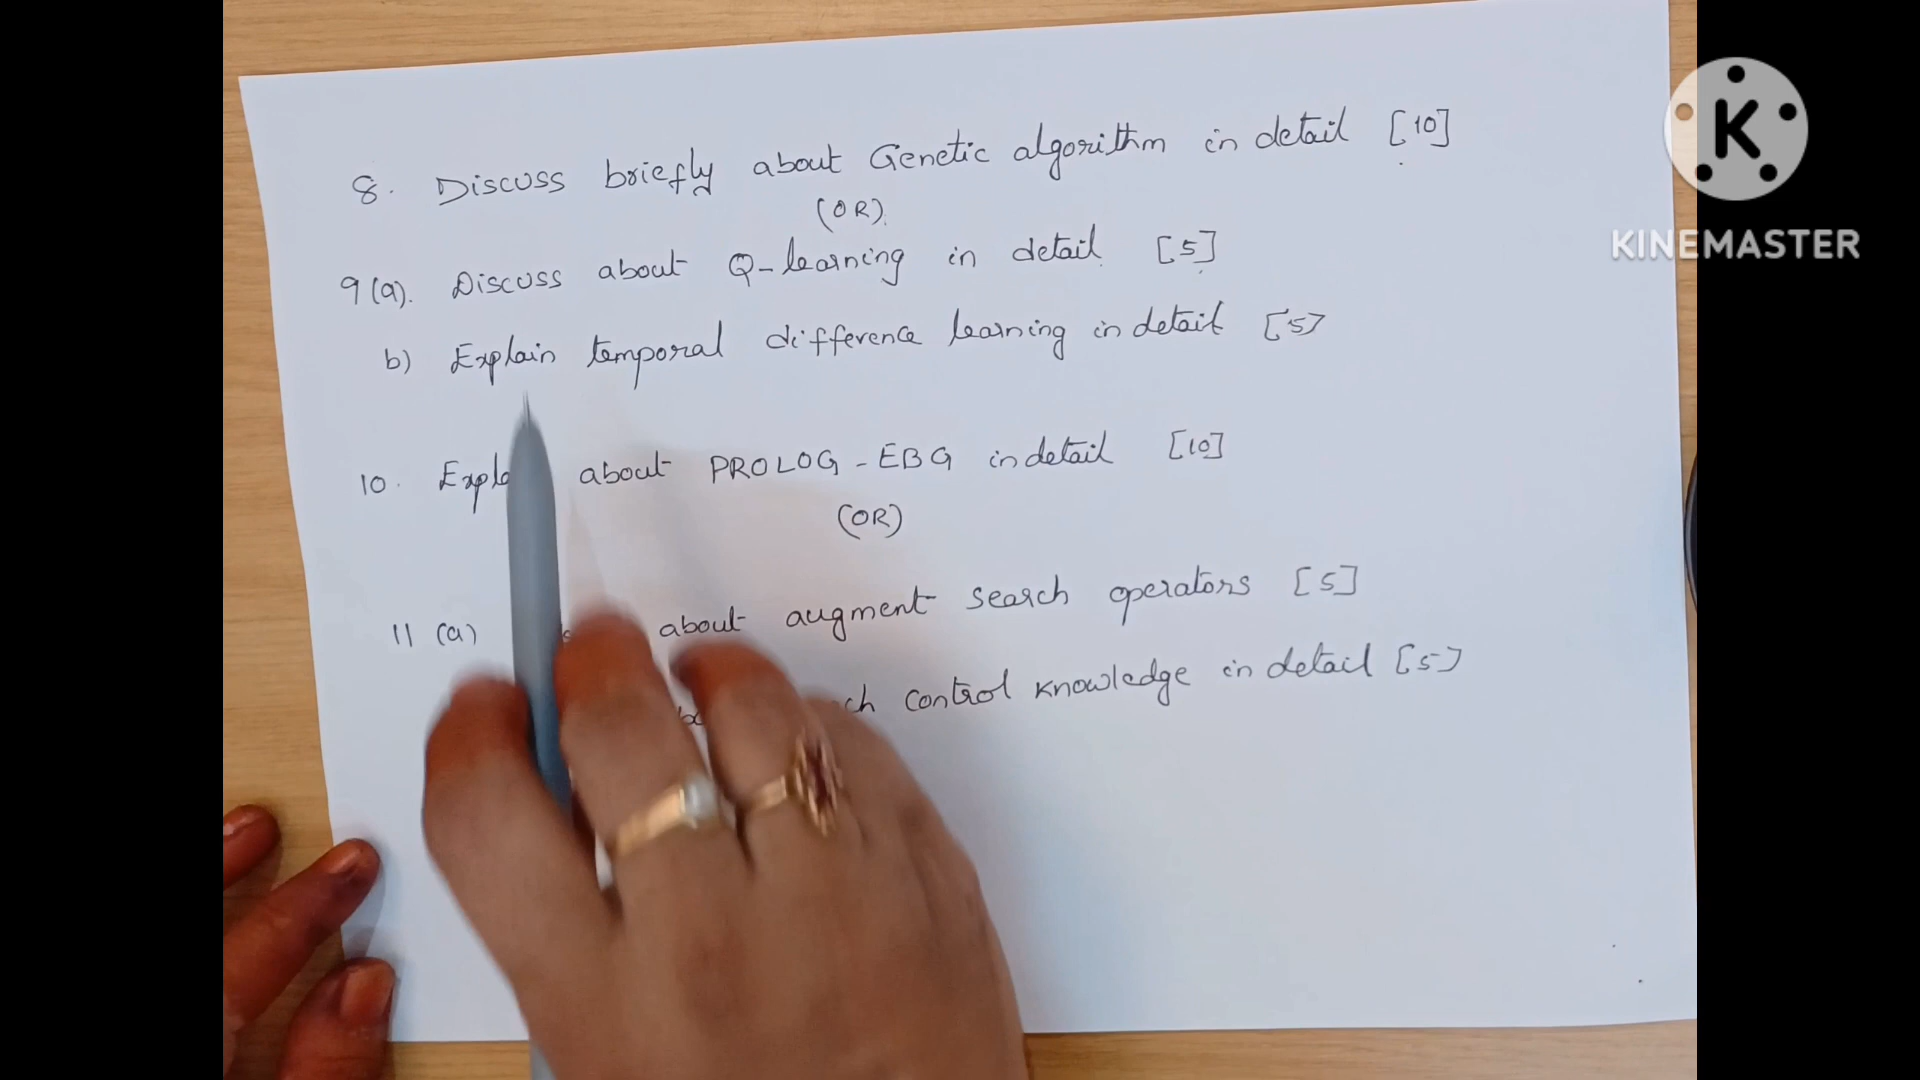 8. Discuss briefly about Genetic algorithm in detail [10]
(OR)
9(a). Discuss about Q-learning in detail [5]
b) Explain temporal difference learning in detail [5]
10. about PROLOG-EBG in detail [10]
(OR)
11 (a) about augment search operators [5]
control knowledge in detail [5]
K
KINEMASTER